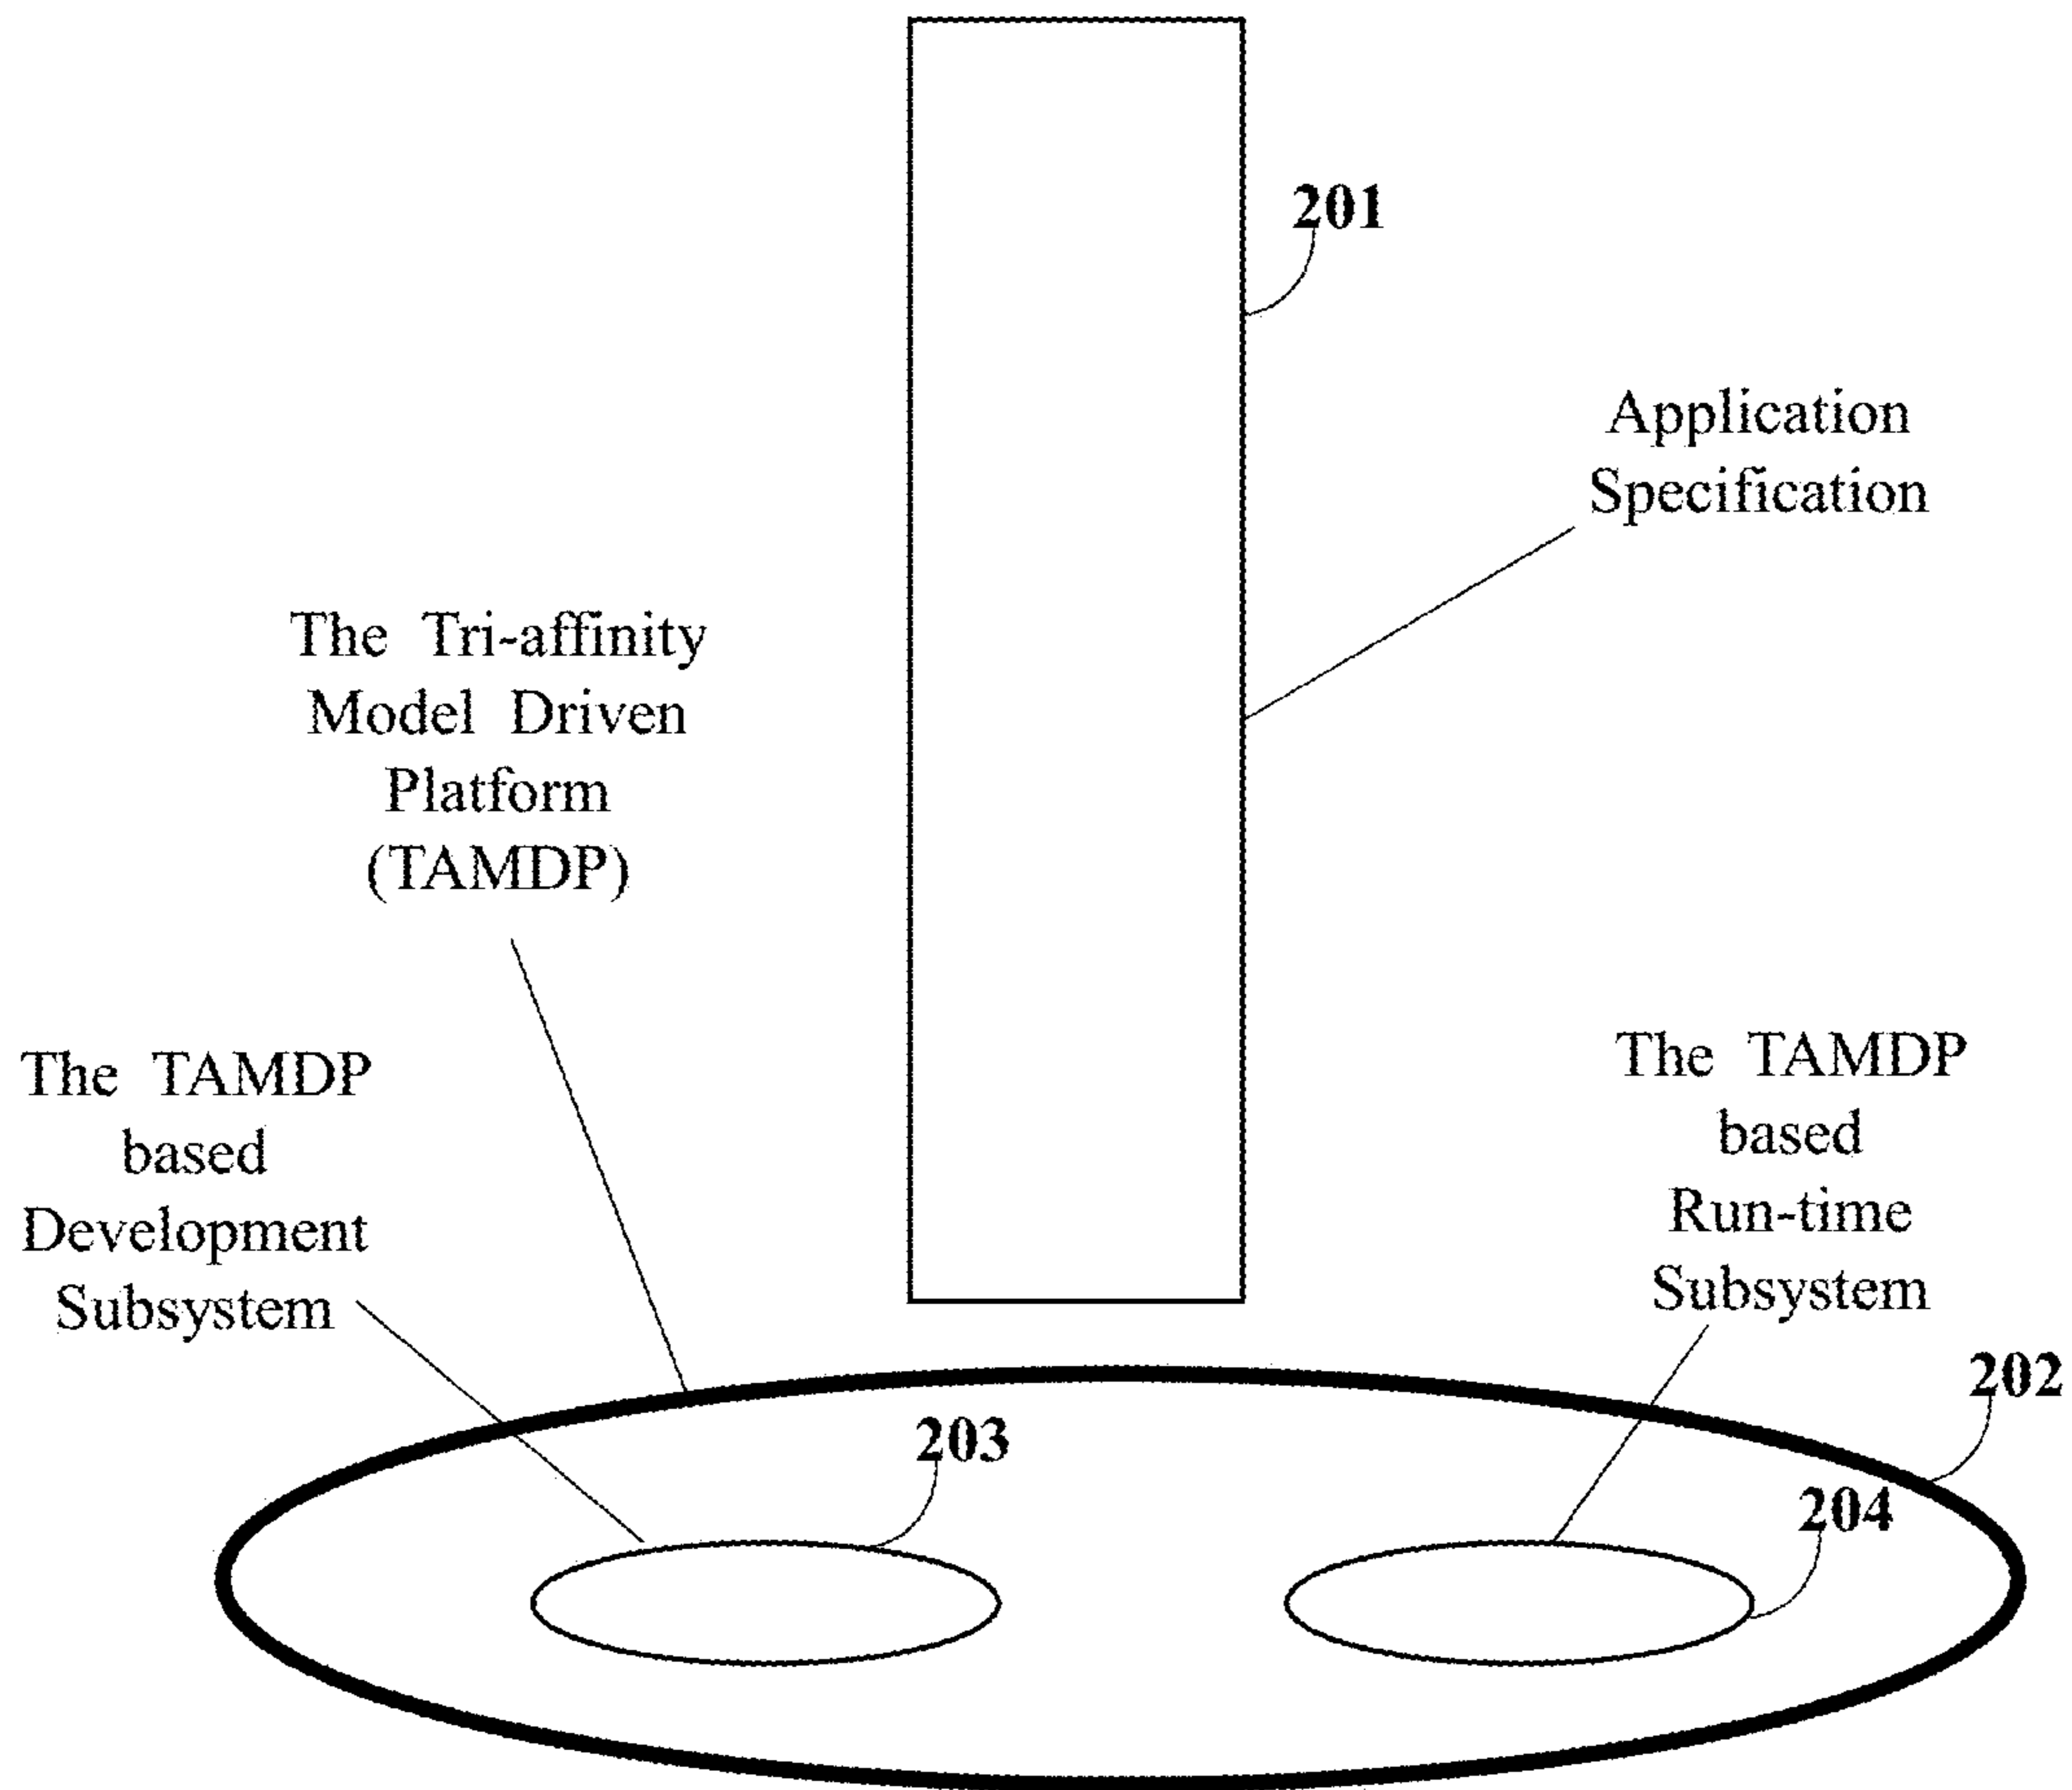 201
Application
Specification
The Tri-affinity
Model Driven
Platform
(TAMDP)
The TAMDP
based
Development
Subsystem
The TAMDP
based
Run-time
Subsystem
202
203
204